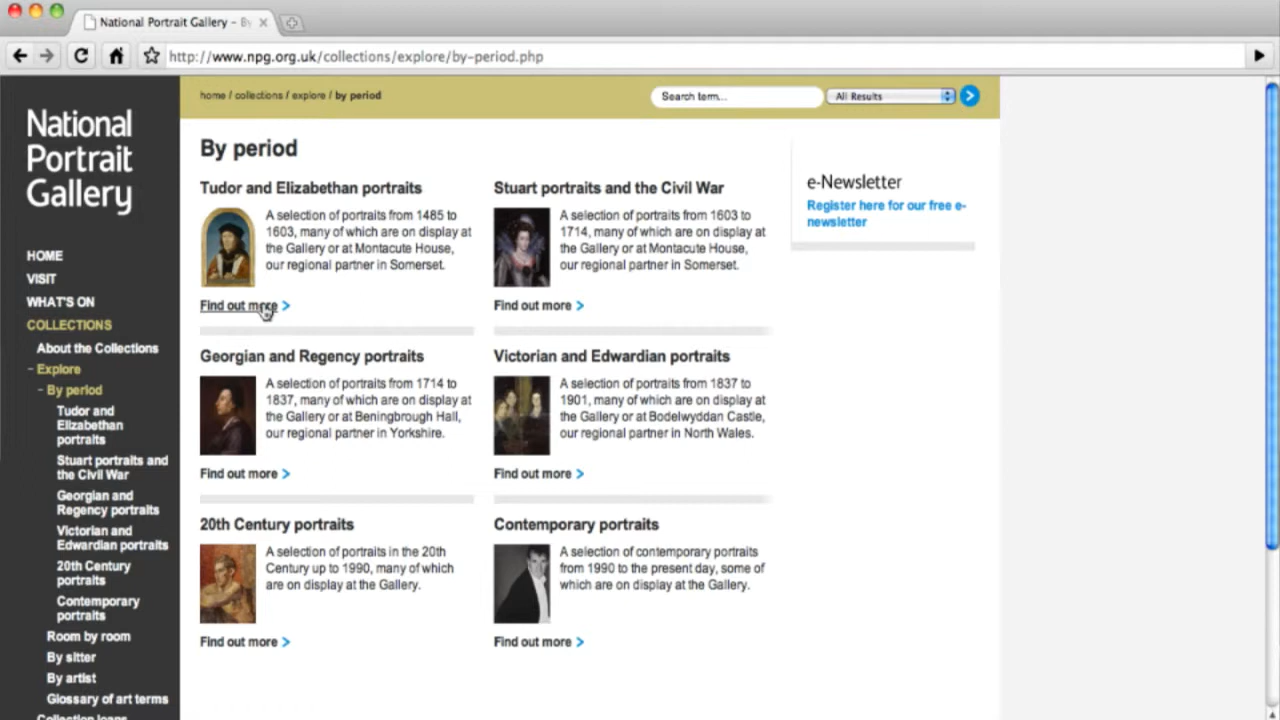 National Portrait Gallery – By
http://www.npg.org.uk/collections/explore/by-period.php
home / collections / explore / by period
Search term...
All Results
National
Portrait
Gallery
HOME
VISIT
WHAT'S ON
COLLECTIONS
About the Collections
– Explore
– By period
Tudor and
Elizabethan
portraits
Stuart portraits and
the Civil War
Georgian and
Regency portraits
Victorian and
Edwardian portraits
20th Century
portraits
Contemporary
portraits
Room by room
By sitter
By artist
Glossary of art terms
Collection loans
By period
Tudor and Elizabethan portraits
A selection of portraits from 1485 to
1603, many of which are on display at
the Gallery or at Montacute House,
our regional partner in Somerset.
Find out more >
Stuart portraits and the Civil War
A selection of portraits from 1603 to
1714, many of which are on display at
the Gallery or at Montacute House,
our regional partner in Somerset.
Find out more >
Georgian and Regency portraits
A selection of portraits from 1714 to
1837, many of which are on display at
the Gallery or at Beningbrough Hall,
our regional partner in Yorkshire.
Find out more >
Victorian and Edwardian portraits
A selection of portraits from 1837 to
1901, many of which are on display at
the Gallery or at Bodelwyddan Castle,
our regional partner in North Wales.
Find out more >
20th Century portraits
A selection of portraits in the 20th
Century up to 1990, many of which
are on display at the Gallery.
Find out more >
Contemporary portraits
A selection of contemporary portraits
from 1990 to the present day, some of
which are on display at the Gallery.
Find out more >
e-Newsletter
Register here for our free e-
newsletter